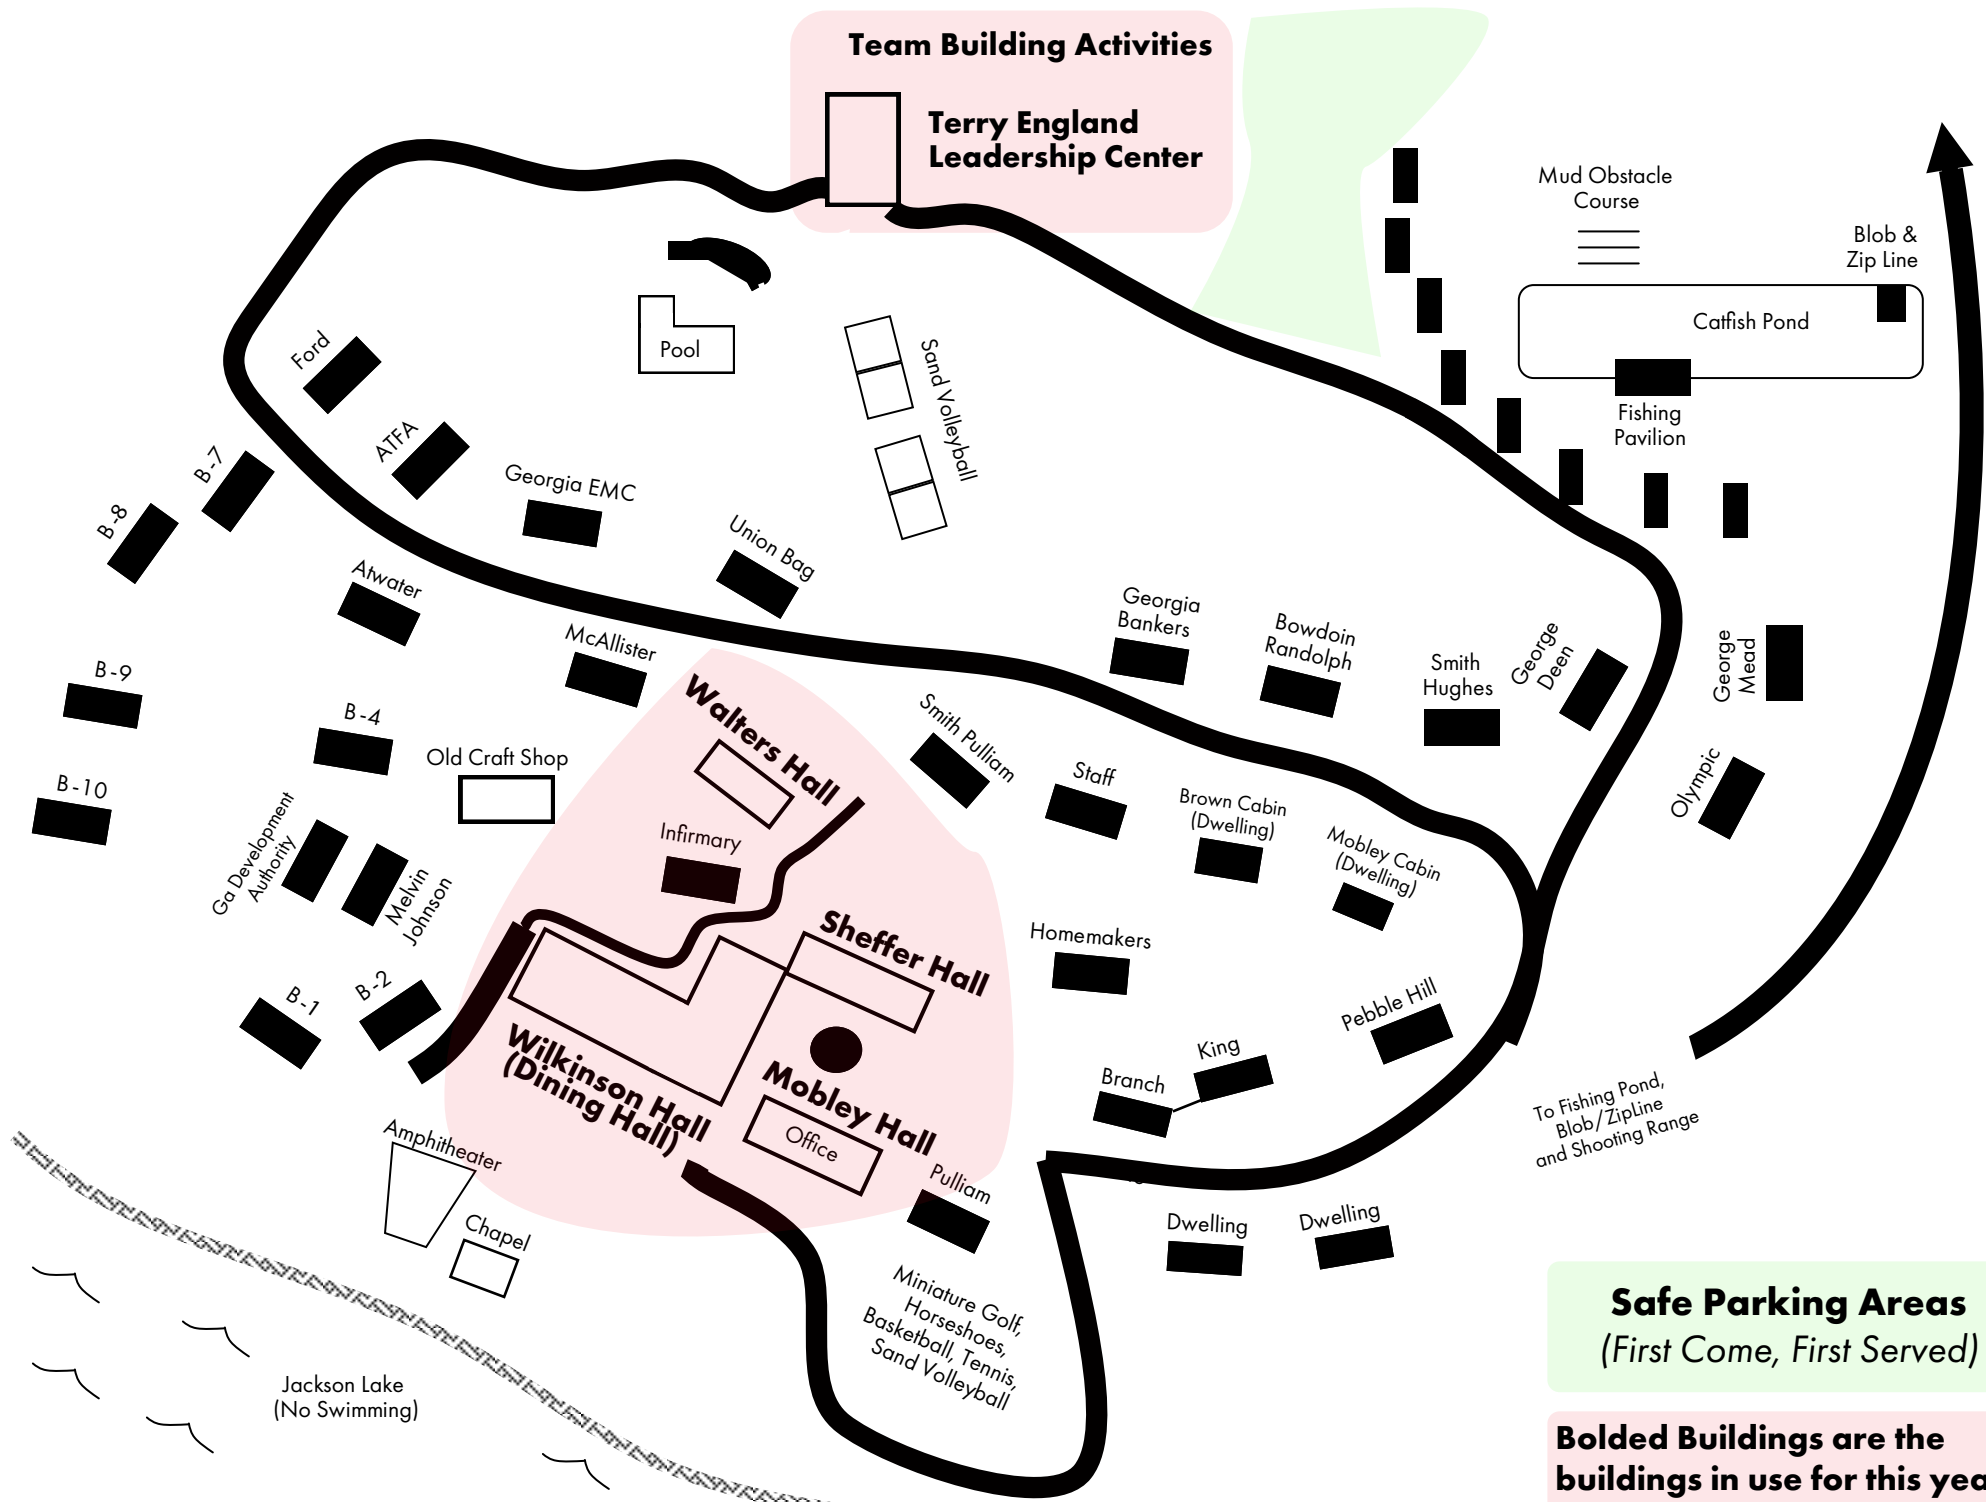 Team Building Activities
Terry England
Leadership Center
Mud Obstacle
Course
Blob &
Zip Line
Catfish Pond
Fishing
Pavilion
Pool
Sand Volleyball
Ford
ATFA
B-7
B-8
Georgia EMC
Union Bag
Atwater
McAllister
Georgia
Bankers
Bowdoin
Randolph
Smith
Hughes
George
Deen
George
Mead
Olympic
B-9
B-4
B-10
Old Craft Shop
Walters Hall
Smith Pulliam
Staff
Brown Cabin
(Dwelling)
Mobley Cabin
(Dwelling)
Infirmary
Ga Development
Authority
Melvin
Johnson
Sheffer Hall
Homemakers
B-1
B-2
Pebble Hill
King
Branch
Wilkinson Hall
(Dining Hall)
Mobley Hall
Office
Pulliam
To Fishing Pond,
Blob/ZipLine
and Shooting Range
Amphitheater
Chapel
Dwelling
Dwelling
Miniature Golf,
Horseshoes,
Basketball, Tennis,
Sand Volleyball
Jackson Lake
(No Swimming)
Safe Parking Areas
(First Come, First Served)
Bolded Buildings are the
buildings in use for this yea